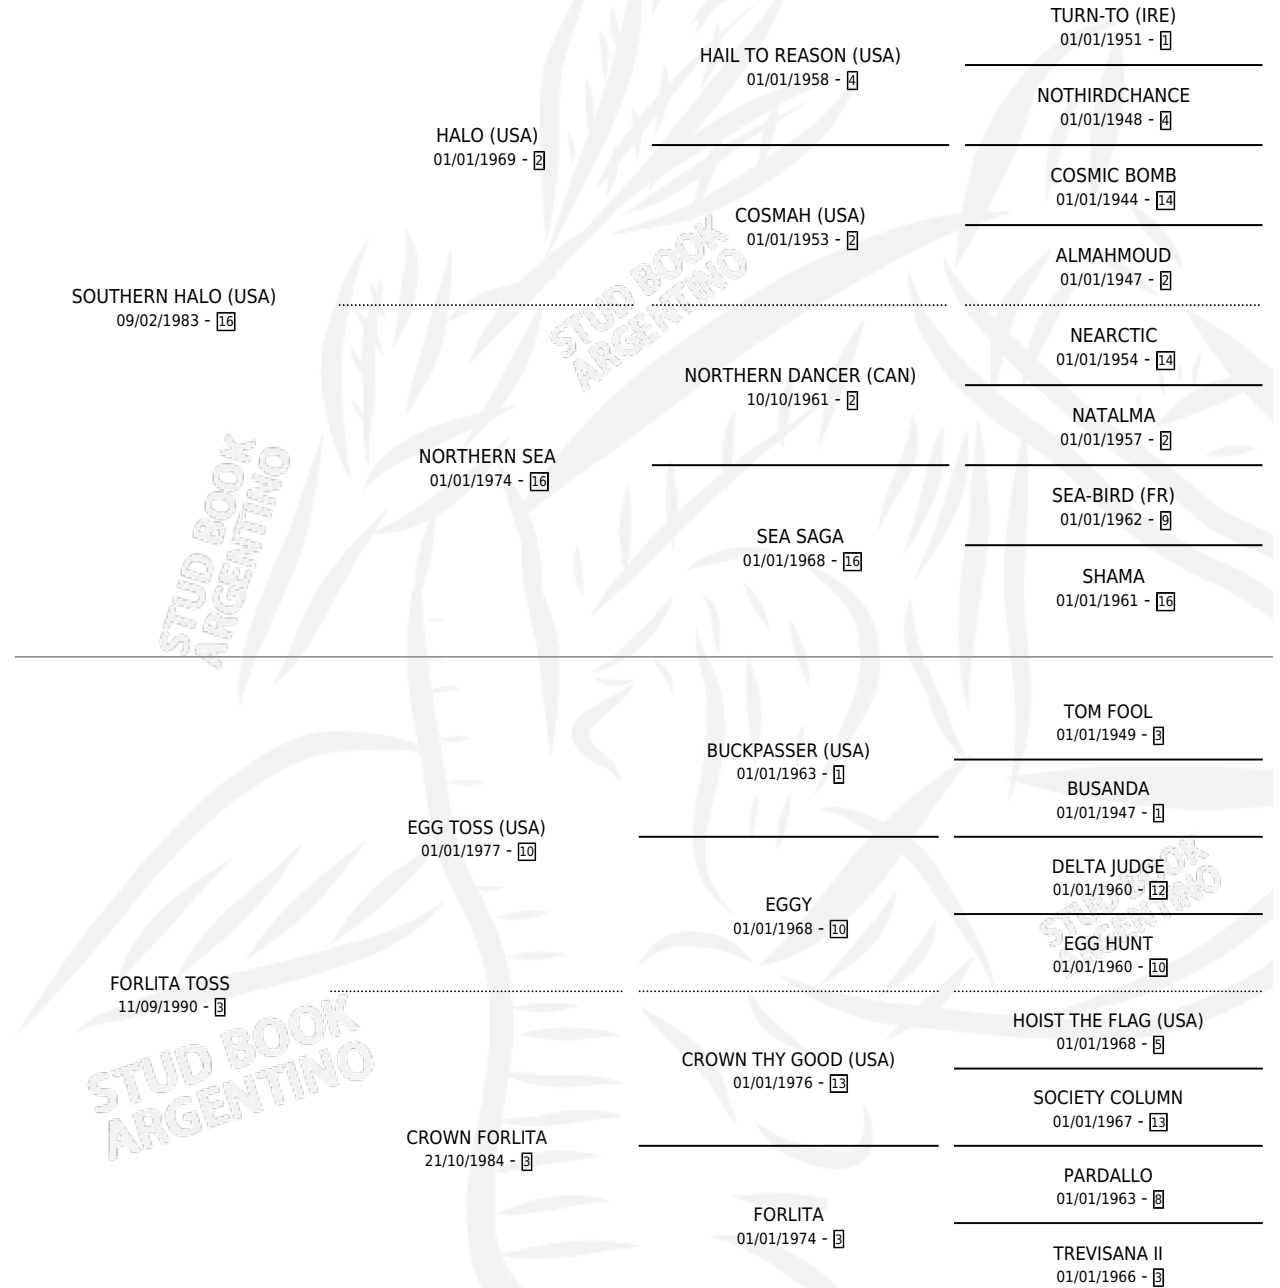 TURN-TO (IRE)
01/01/1951 - 1
HAIL TO REASON (USA)
01/01/1958 - 4
NOTHIRDCHANCE
01/01/1948 - 4
HALO (USA)
01/01/1969 - 2
COSMIC BOMB
01/01/1944 - 14
COSMAH (USA)
01/01/1953 - 2
ALMAHMOUD
01/01/1947 - 2
SOUTHERN HALO (USA)
09/02/1983 - 16
NEARCTIC
01/01/1954 - 14
NORTHERN DANCER (CAN)
10/10/1961 - 2
NATALMA
01/01/1957 - 2
NORTHERN SEA
01/01/1974 - 16
SEA-BIRD (FR)
01/01/1962 - 9
SEA SAGA
01/01/1968 - 16
SHAMA
01/01/1961 - 16
STUD BOOK
ARGENTINO
STUD BOOK
ARGENTINO
TOM FOOL
01/01/1949 - 3
BUCKPASSER (USA)
01/01/1963 - 1
BUSANDA
01/01/1947 - 1
EGG TOSS (USA)
01/01/1977 - 10
DELTA JUDGE
01/01/1960 - 12
EGGY
01/01/1968 - 10
EGG HUNT
01/01/1960 - 10
FORLITA TOSS
11/09/1990 - 3
HOIST THE FLAG (USA)
01/01/1968 - 5
CROWN THY GOOD (USA)
01/01/1976 - 13
SOCIETY COLUMN
01/01/1967 - 13
CROWN FORLITA
21/10/1984 - 3
PARDALLO
01/01/1963 - 8
FORLITA
01/01/1974 - 3
TREVISANA II
01/01/1966 - 3
STUD BOOK
ARGENTINO
STUD BOOK
ARGENTINO